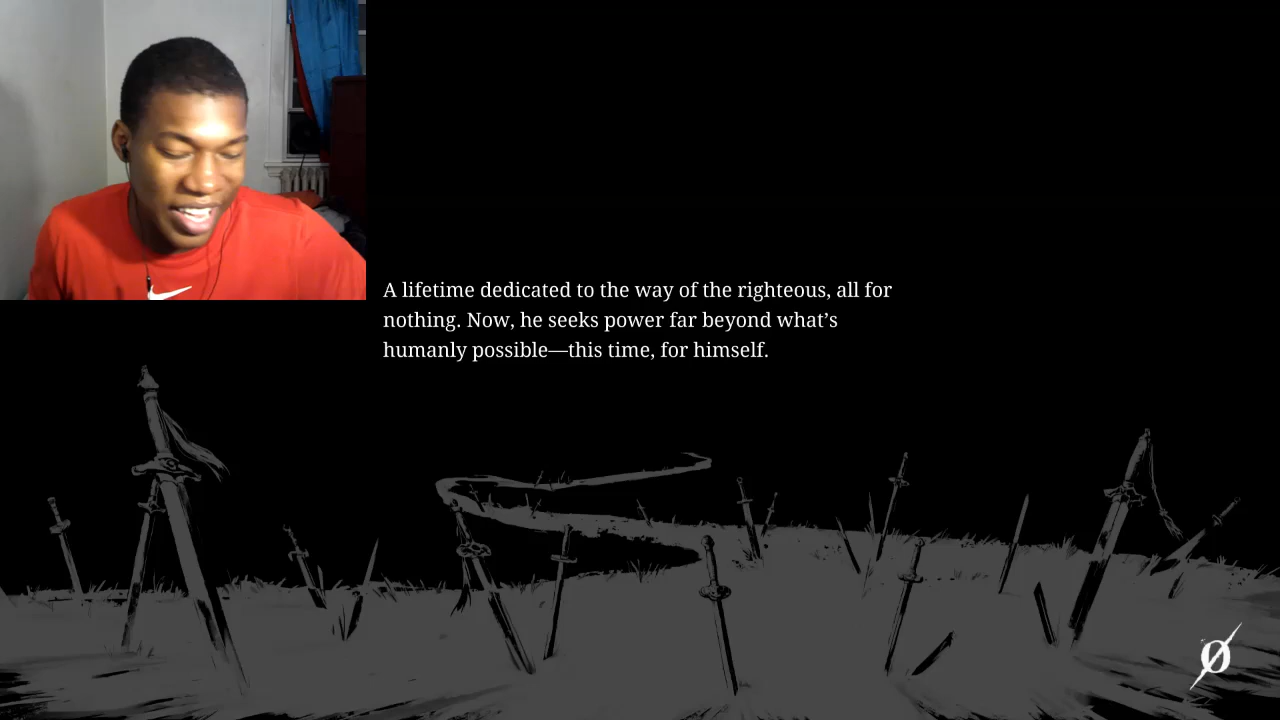 A lifetime dedicated to the way of the righteous, all for
nothing. Now, he seeks power far beyond what’s
humanly possible—this time, for himself.